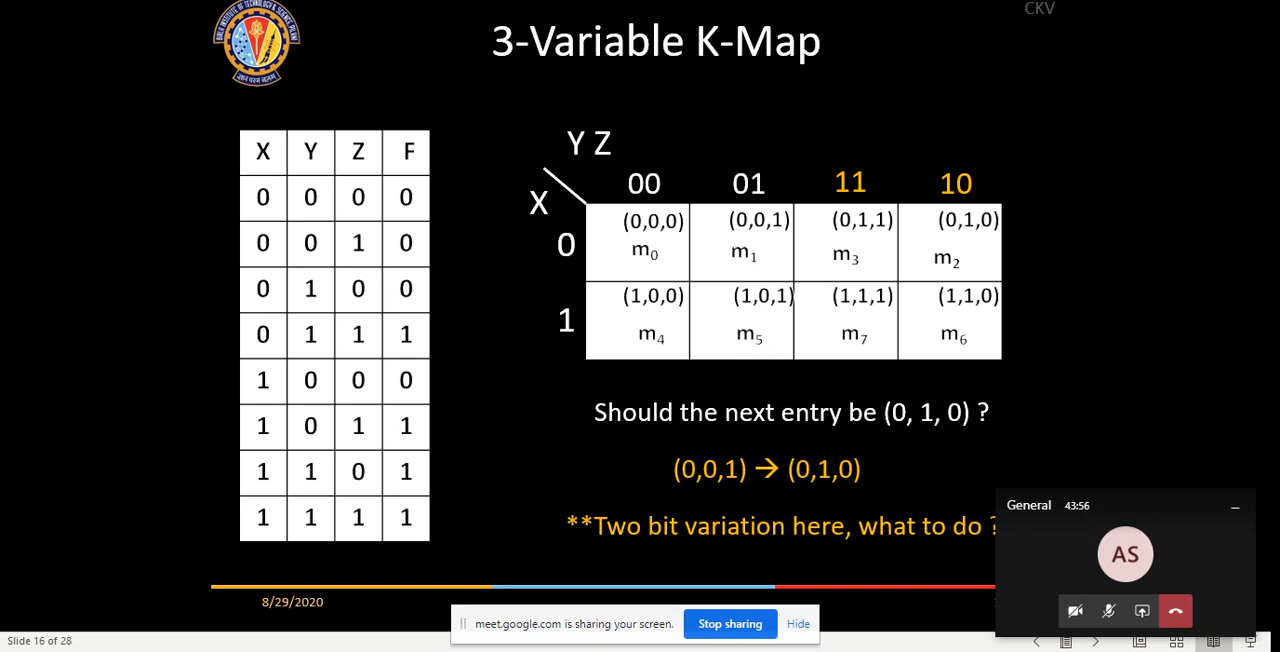 CKV
3-Variable K-Map
X Y Z F
0 0 0 0
0 0 1 0
0 1 0 0
0 1 1 1
1 0 0 0
1 0 1 1
1 1 0 1
1 1 1 1
Y Z
X
00 01 11 10
0
(0,0,0) (0,0,1) (0,1,1) (0,1,0)
m₀ m₁ m₃ m₂
1
(1,0,0) (1,0,1) (1,1,1) (1,1,0)
m₄ m₅ m₇ m₆
Should the next entry be (0, 1, 0) ?
(0,0,1) → (0,1,0)
**Two bit variation here, what to do ?
General 43:56
AS
8/29/2020
meet.google.com is sharing your screen. Stop sharing Hide
Slide 16 of 28